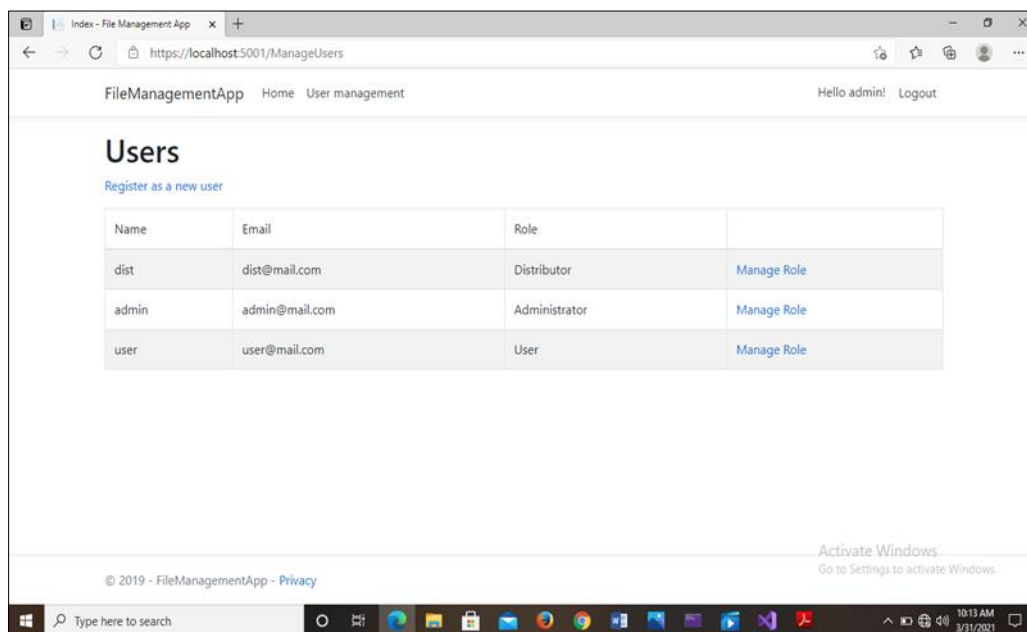 Index - File Management App
https://localhost:5001/ManageUsers
FileManagementApp Home User management Hello admin! Logout
Users
Register as a new user
Name Email Role
dist dist@mail.com Distributor Manage Role
admin admin@mail.com Administrator Manage Role
user user@mail.com User Manage Role
Activate Windows
Go to Settings to activate Windows.
© 2019 - FileManagementApp - Privacy
Type here to search
10:13 AM
3/31/2021